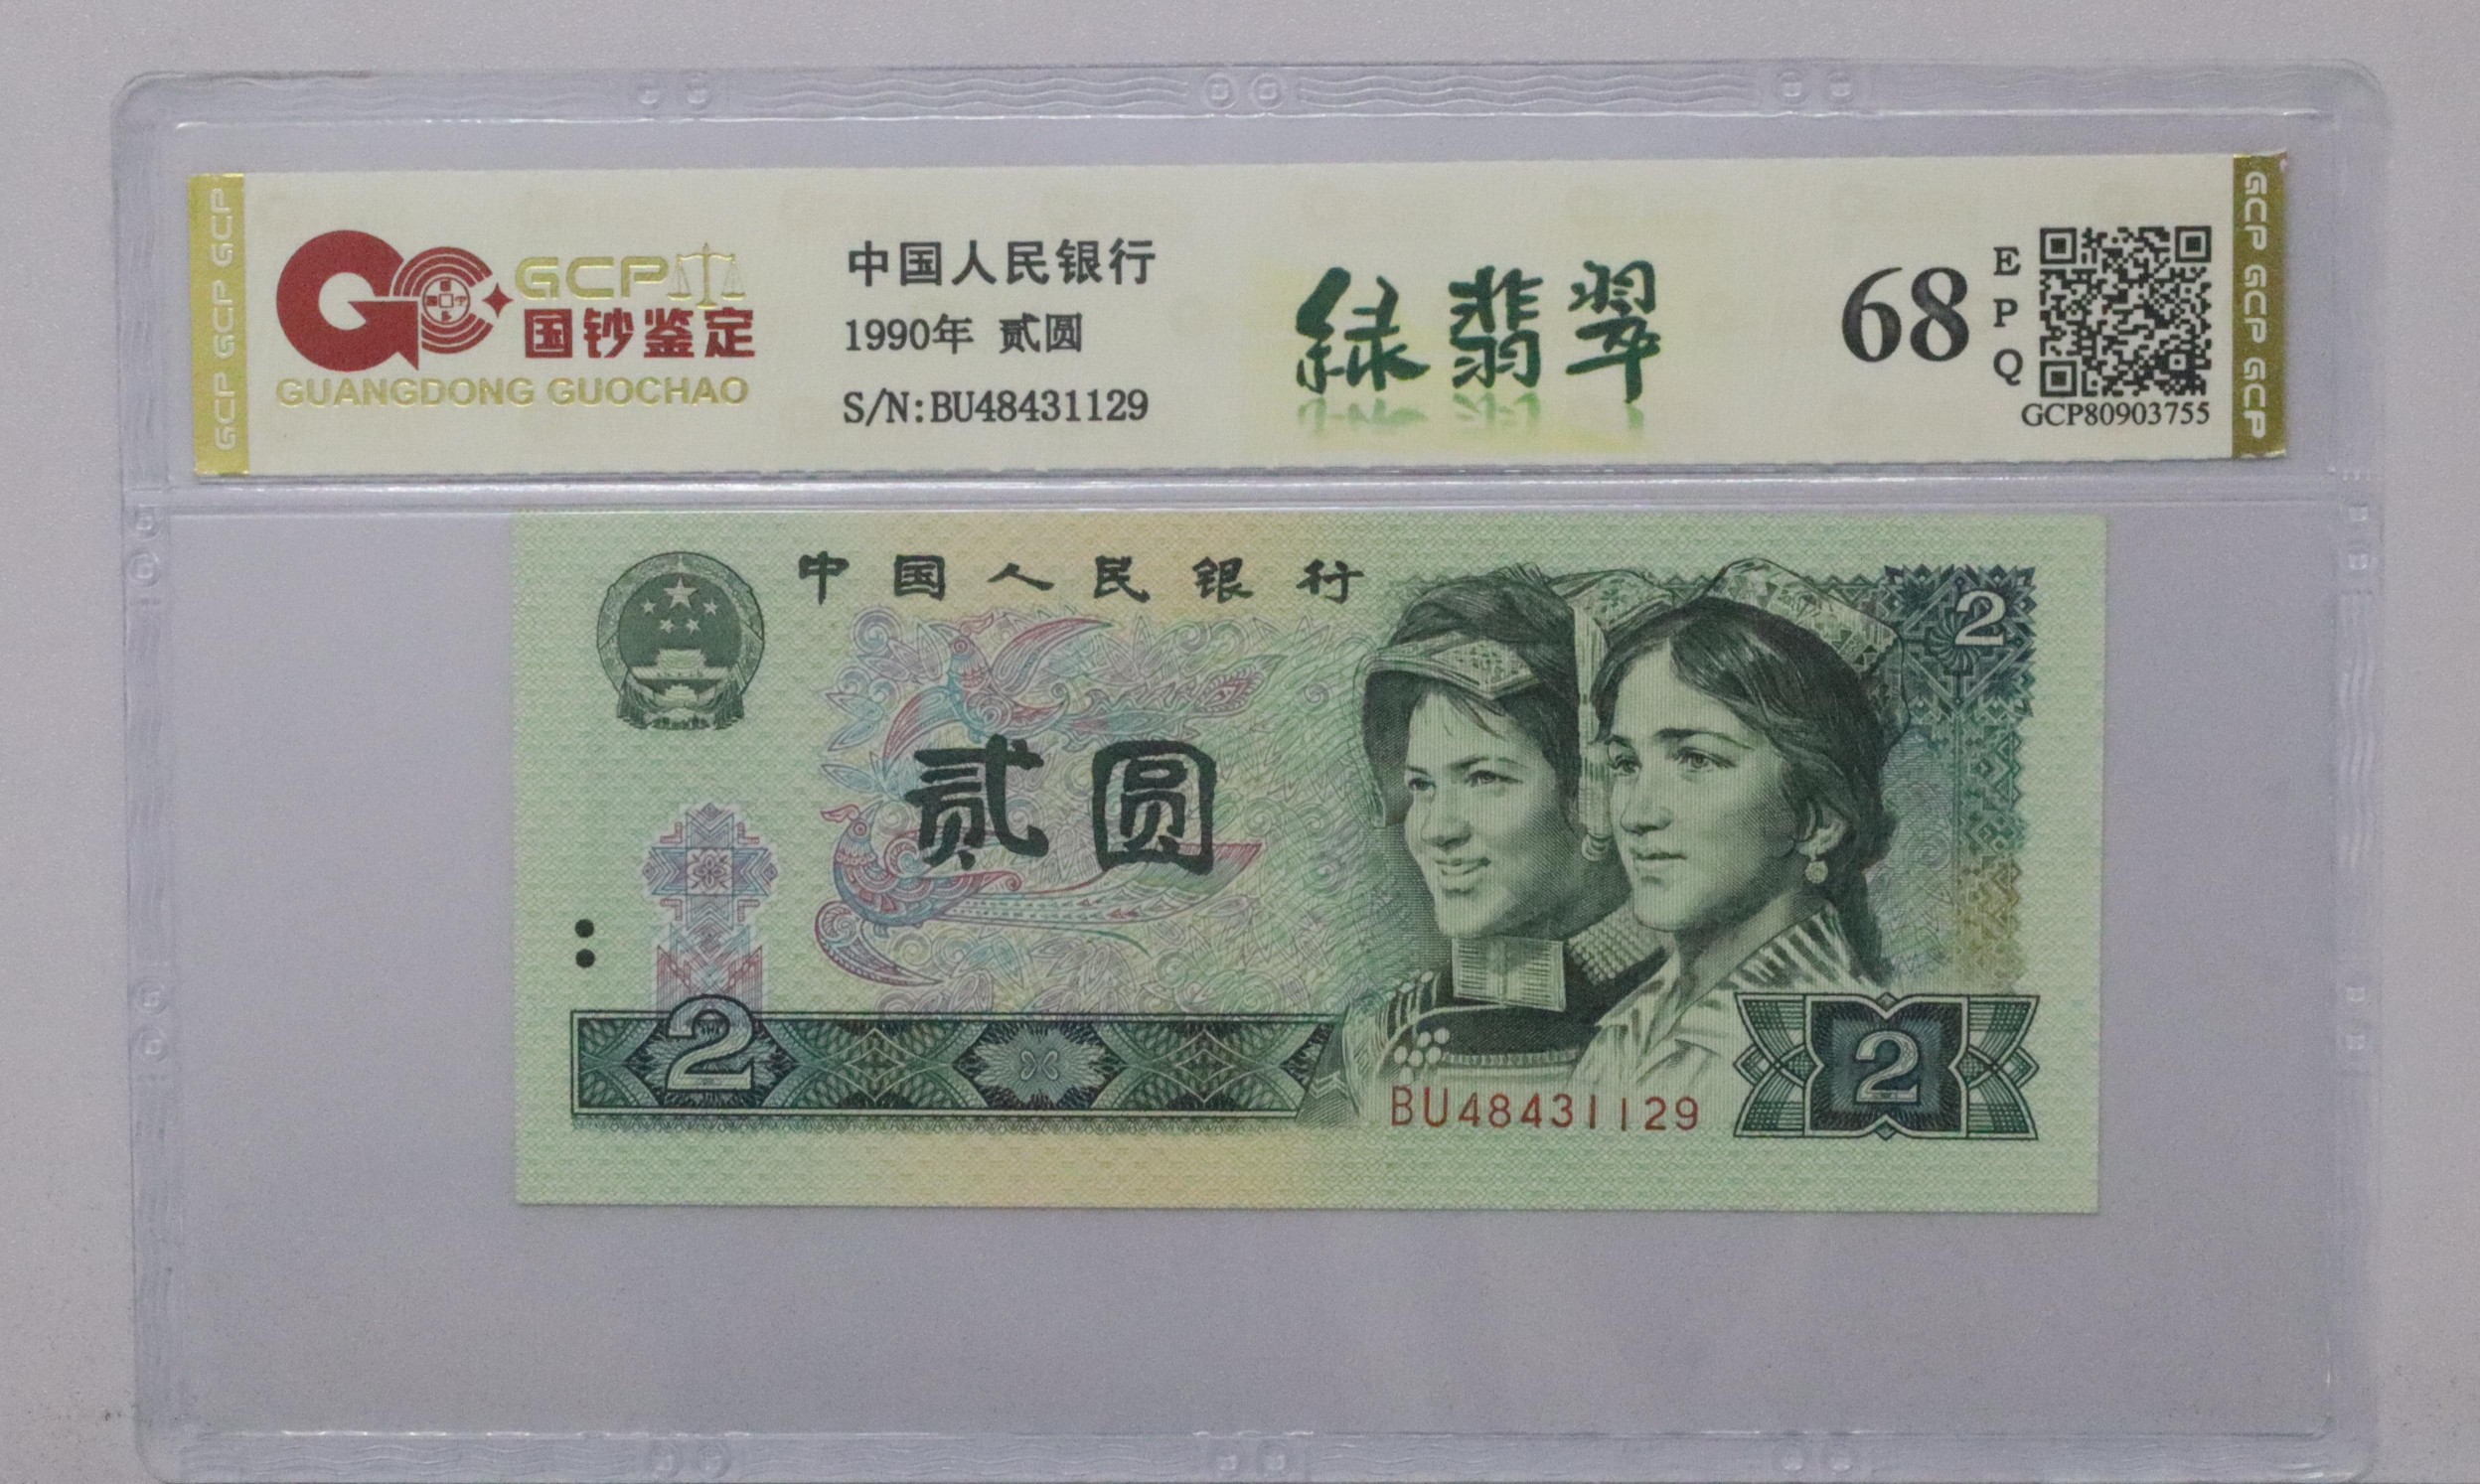 GCP GCP GCP
GCP
国钞鉴定
GUANGDONG GUOCHAO
中国人民银行
1990年 贰圆
S/N:BU48431129
绿翡翠
68
EPQ
GCP80903755
GCP GCP GCP
中国人民银行
2
贰圆
2
BU48431129
2